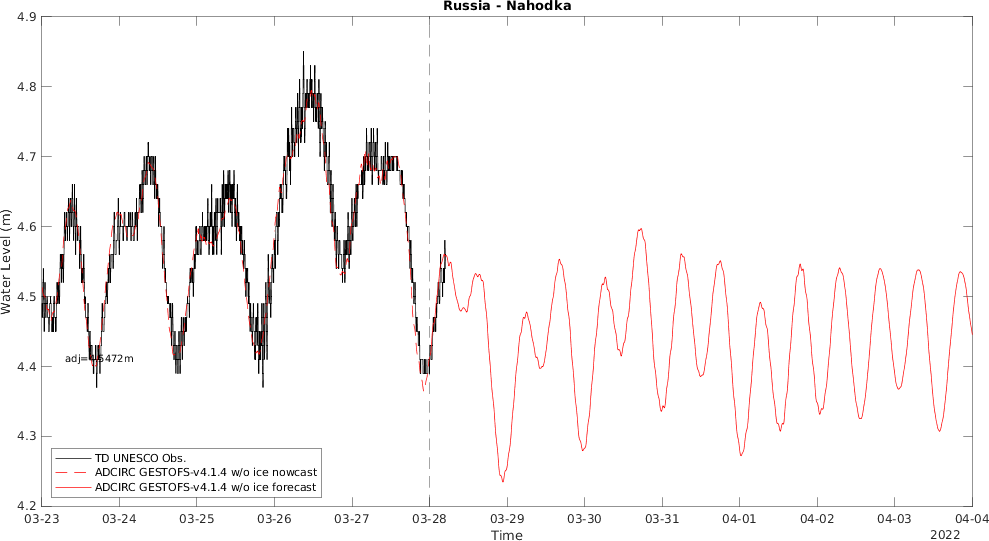 Russia - Nahodka
4.9
4.8
4.7
4.6
4.5
4.4
4.3
4.2
Water Level (m)
adj=4.5472m
TD UNESCO Obs.
ADCIRC GESTOFS-v4.1.4 w/o ice nowcast
ADCIRC GESTOFS-v4.1.4 w/o ice forecast
03-23 03-24 03-25 03-26 03-27 03-28 03-29 03-30 03-31 04-01 04-02 04-03 04-04
Time
2022